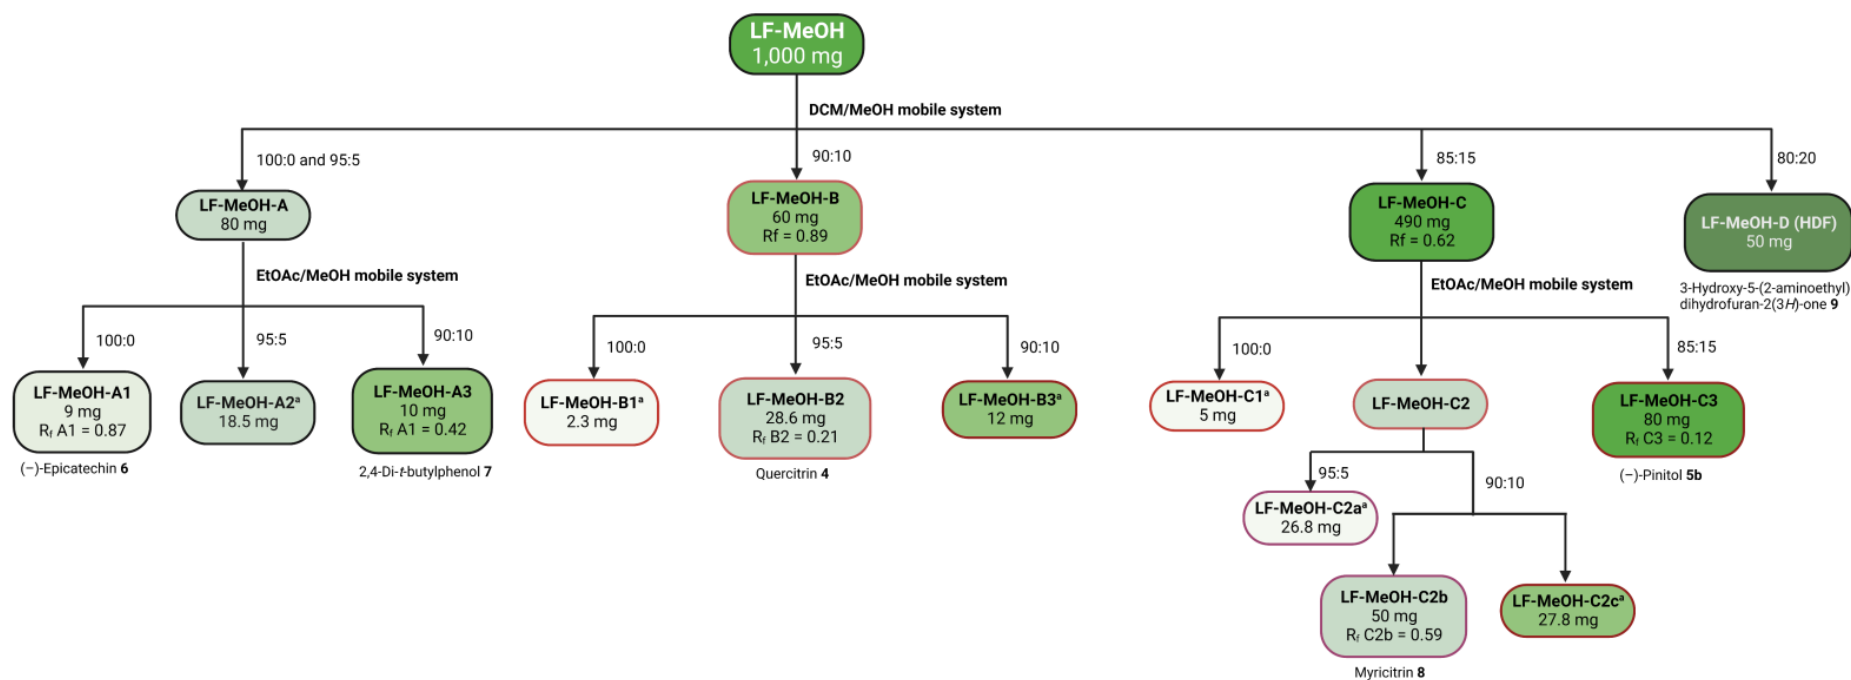 LF-MeOH
1,000 mg
DCM/MeOH mobile system
100:0 and 95:5
90:10
85:15
80:20
LF-MeOH-A
80 mg
LF-MeOH-B
60 mg
Rf = 0.89
LF-MeOH-C
490 mg
Rf = 0.62
LF-MeOH-D (HDF)
50 mg
3-Hydroxy-5-(2-aminoethyl)
dihydrofuran-2(3H)-one 9
EtOAc/MeOH mobile system
100:0
95:5
90:10
LF-MeOH-A1
9 mg
Rf A1 = 0.87
(−)-Epicatechin 6
LF-MeOH-A2ª
18.5 mg
LF-MeOH-A3
10 mg
Rf A1 = 0.42
2,4-Di-t-butylphenol 7
EtOAc/MeOH mobile system
100:0
95:5
90:10
LF-MeOH-B1ª
2.3 mg
LF-MeOH-B2
28.6 mg
Rf B2 = 0.21
Quercitrin 4
LF-MeOH-B3ª
12 mg
EtOAc/MeOH mobile system
100:0
85:15
LF-MeOH-C1ª
5 mg
LF-MeOH-C2
LF-MeOH-C3
80 mg
Rf C3 = 0.12
(−)-Pinitol 5b
95:5
90:10
LF-MeOH-C2aª
26.8 mg
LF-MeOH-C2b
50 mg
Rf C2b = 0.59
Myricitrin 8
LF-MeOH-C2cª
27.8 mg